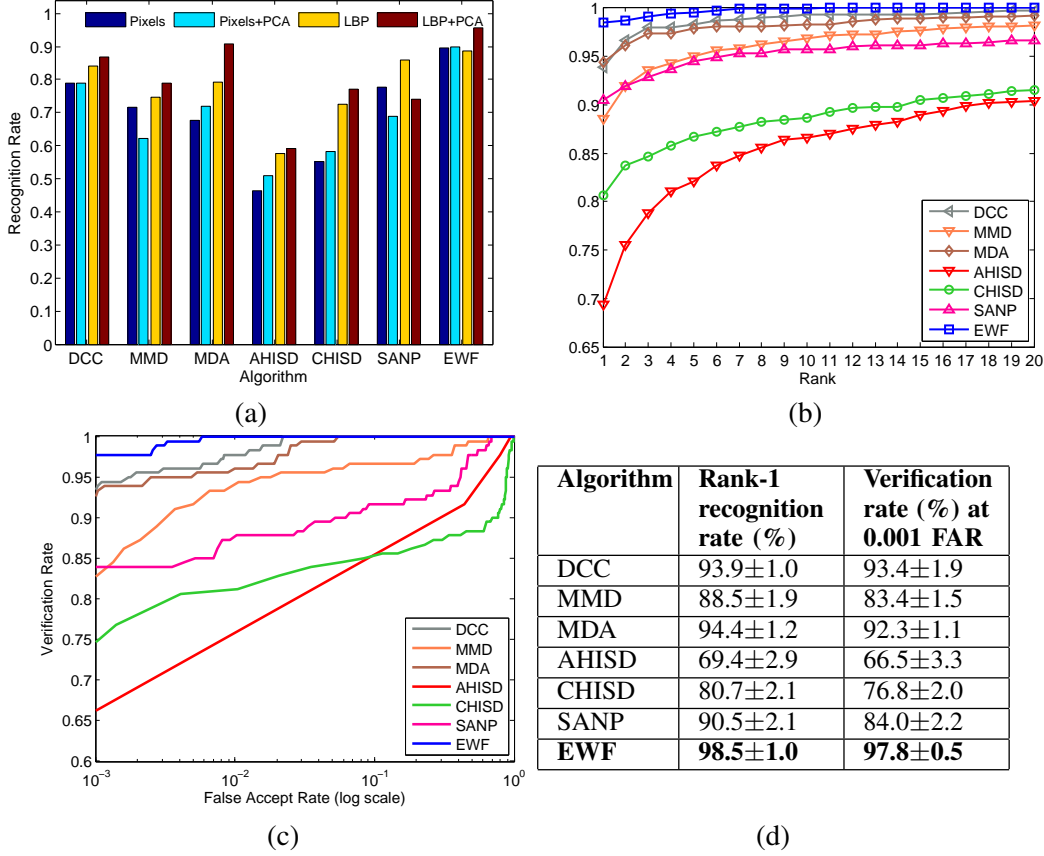 Pixels Pixels+PCA LBP LBP+PCA
1
0.9
0.8
0.7
0.6
0.5
0.4
0.3
0.2
0.1
0
Recognition Rate
DCC MMD MDA AHISD CHISD SANP EWF
Algorithm
(a)
1
0.95
0.9
0.85
0.8
0.75
0.7
0.65
1 2 3 4 5 6 7 8 9 10 11 12 13 14 15 16 17 18 19 20
Rank
DCC
MMD
MDA
AHISD
CHISD
SANP
EWF
(b)
1
0.95
0.9
0.85
0.8
0.75
0.7
0.65
0.6
Verification Rate
10⁻³ 10⁻² 10⁻¹ 10⁰
False Accept Rate (log scale)
DCC
MMD
MDA
AHISD
CHISD
SANP
EWF
(c)
Algorithm Rank-1 Verification
recognition rate (%) at
rate (%) 0.001 FAR
DCC 93.9±1.0 93.4±1.9
MMD 88.5±1.9 83.4±1.5
MDA 94.4±1.2 92.3±1.1
AHISD 69.4±2.9 66.5±3.3
CHISD 80.7±2.1 76.8±2.0
SANP 90.5±2.1 84.0±2.2
EWF 98.5±1.0 97.8±0.5
(d)